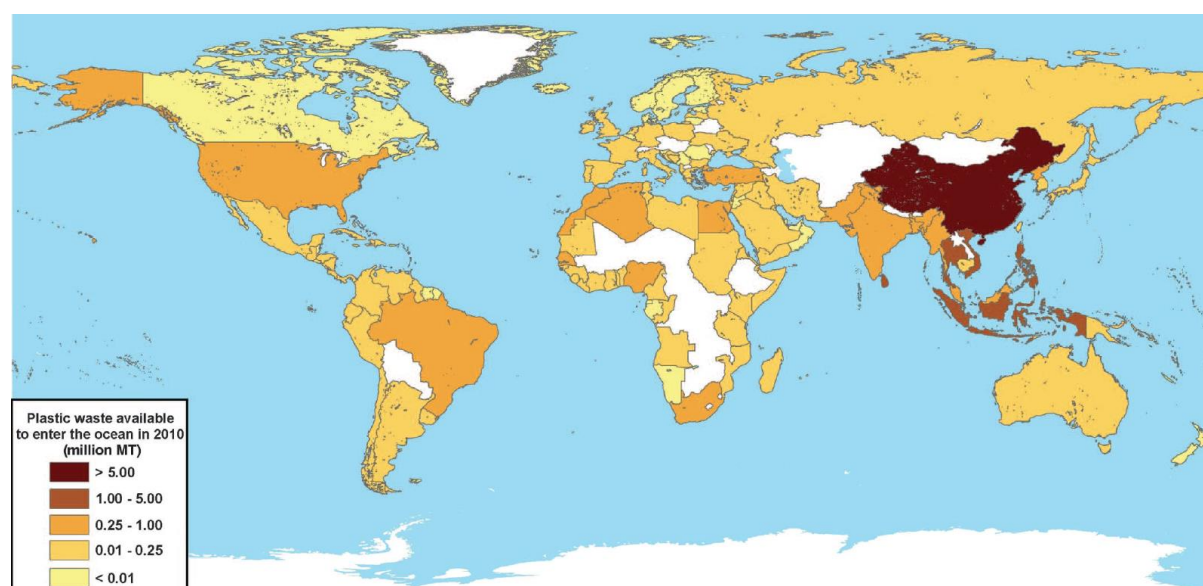 Plastic waste available
to enter the ocean in 2010
(million MT)
> 5.00
1.00 - 5.00
0.25 - 1.00
0.01 - 0.25
< 0.01